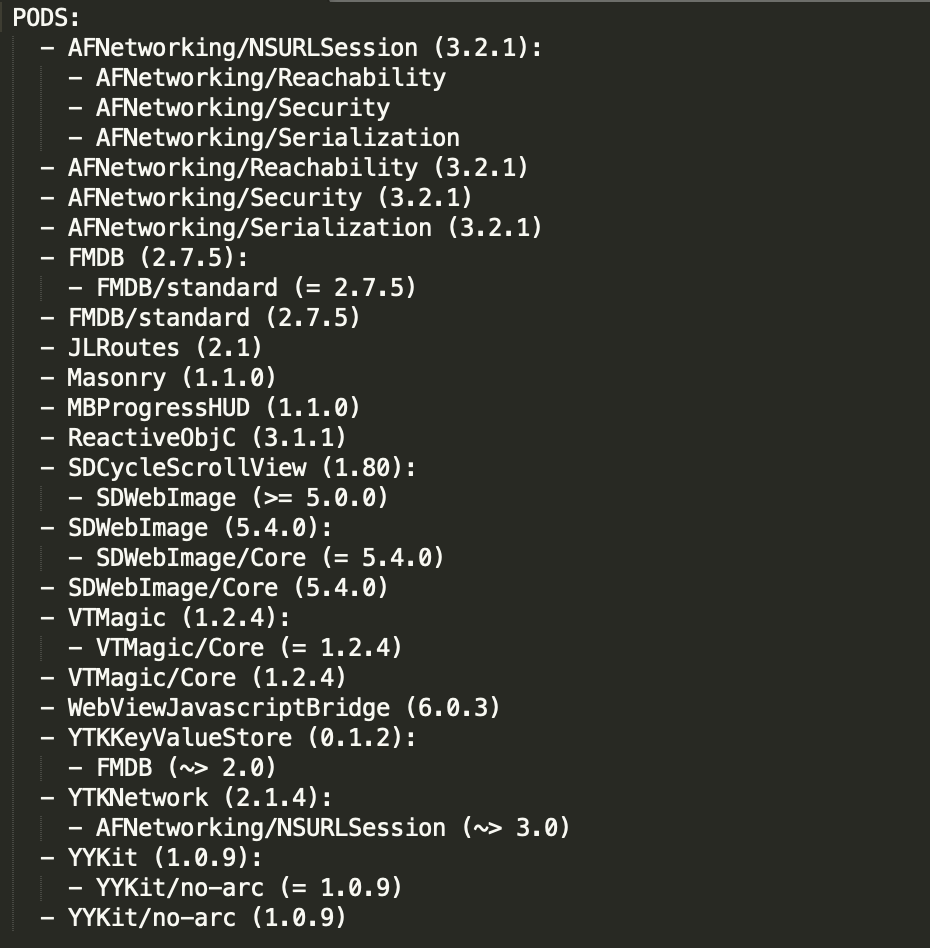 PODS:
- AFNetworking/NSURLSession (3.2.1):
- AFNetworking/Reachability
- AFNetworking/Security
- AFNetworking/Serialization
- AFNetworking/Reachability (3.2.1)
- AFNetworking/Security (3.2.1)
- AFNetworking/Serialization (3.2.1)
- FMDB (2.7.5):
- FMDB/standard (= 2.7.5)
- FMDB/standard (2.7.5)
- JLRoutes (2.1)
- Masonry (1.1.0)
- MBProgressHUD (1.1.0)
- ReactiveObjC (3.1.1)
- SDCycleScrollView (1.80):
- SDWebImage (>= 5.0.0)
- SDWebImage (5.4.0):
- SDWebImage/Core (= 5.4.0)
- SDWebImage/Core (5.4.0)
- VTMagic (1.2.4):
- VTMagic/Core (= 1.2.4)
- VTMagic/Core (1.2.4)
- WebViewJavascriptBridge (6.0.3)
- YTKKeyValueStore (0.1.2):
- FMDB (~> 2.0)
- YTKNetwork (2.1.4):
- AFNetworking/NSURLSession (~> 3.0)
- YYKit (1.0.9):
- YYKit/no-arc (= 1.0.9)
- YYKit/no-arc (1.0.9)